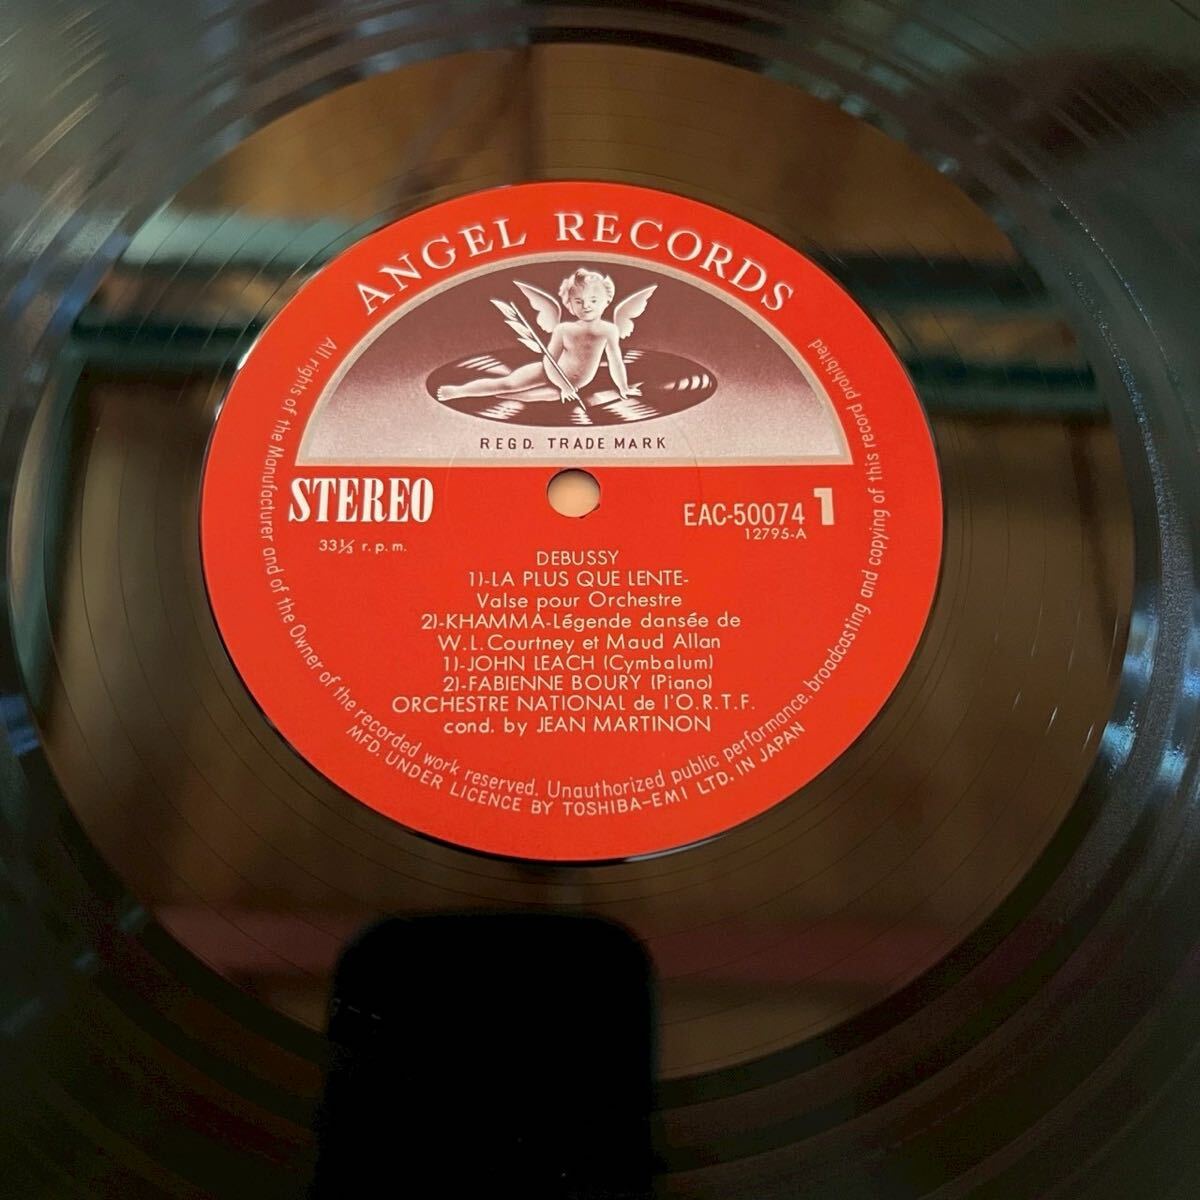 ANGEL RECORDS
REGD. TRADE MARK
STEREO
33⅓ r.p.m.
EAC-50074 1
12795-A
DEBUSSY
1)-LA PLUS QUE LENTE-
Valse pour Orchestre
2)-KHAMMA-Légende dansée de
W.L.Courtney et Maud Allan
1)-JOHN LEACH (Cymbalum)
2)-FABIENNE BOURY (Piano)
ORCHESTRE NATIONAL de l'O.R.T.F.
cond. by JEAN MARTINON
All rights of the Manufacturer and of the Owner of the recorded work reserved. Unauthorized public performance, broadcasting and copying of this record prohibited
MFD. UNDER LICENCE BY TOSHIBA-EMI LTD. IN JAPAN